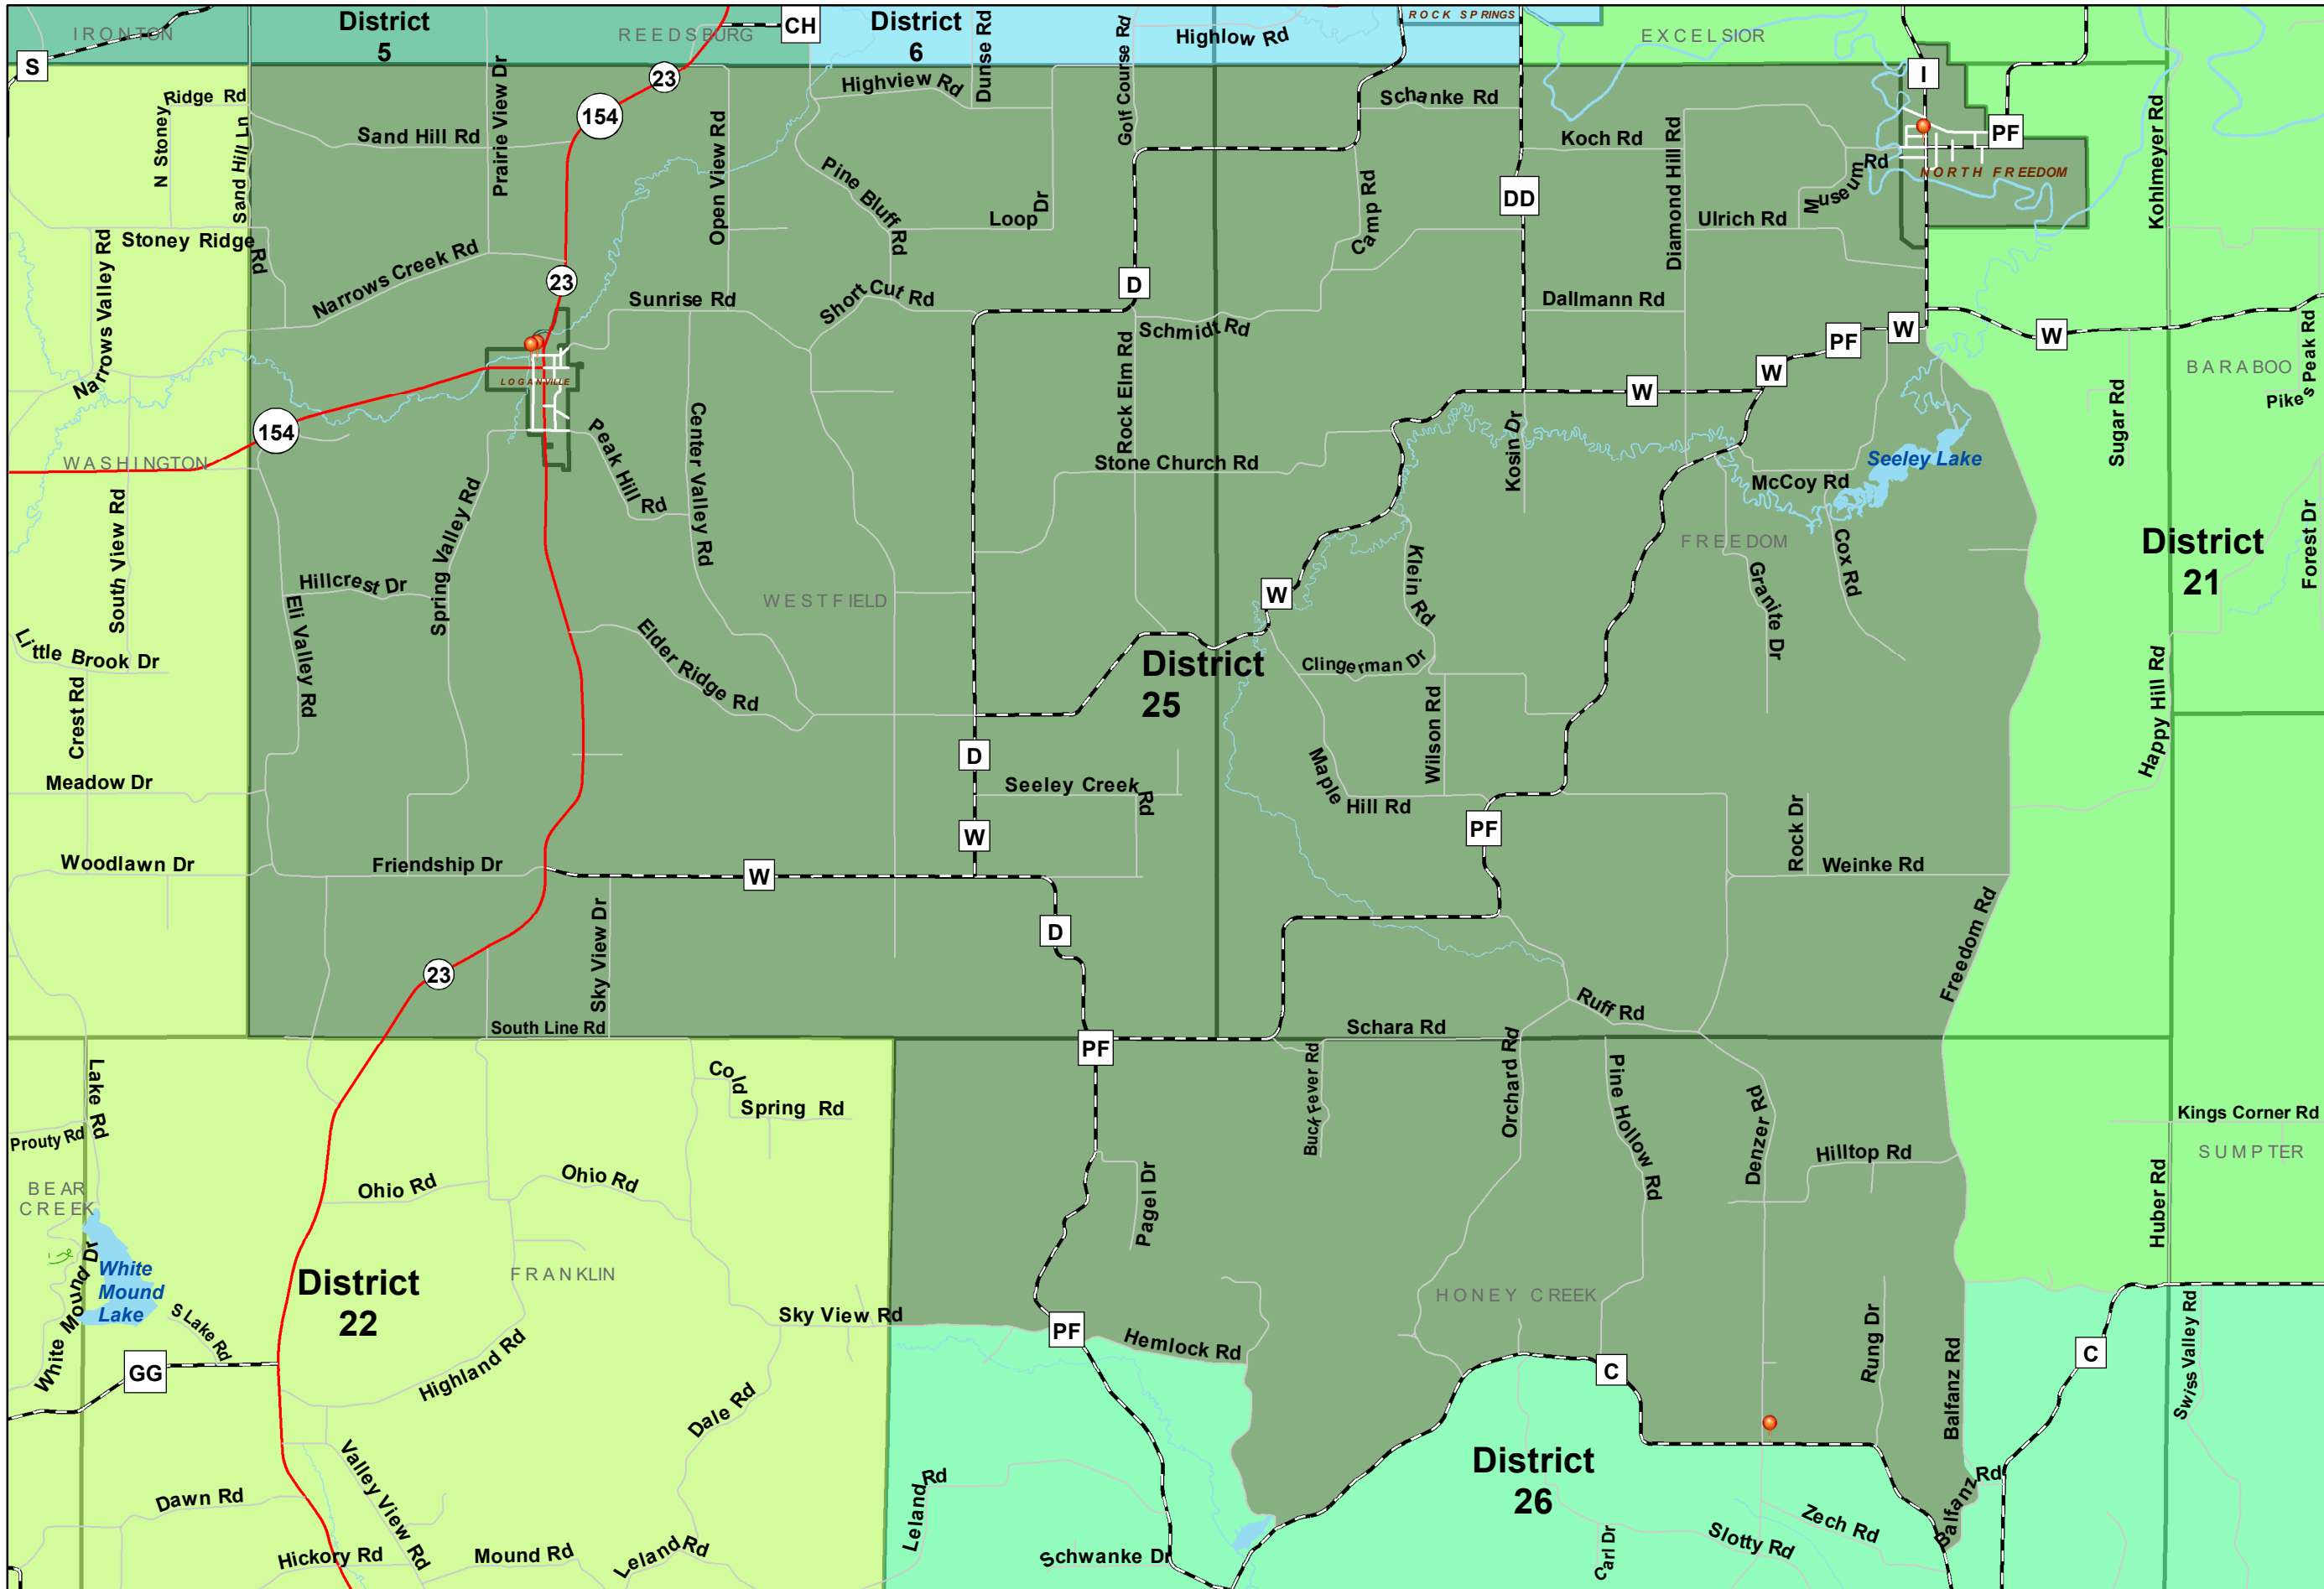 IRONTON
District
5
REEDSBURG
CH
District
6
Dunse Rd
Golf Course Rd
Highlow Rd
ROCK SPRINGS
EXCELSIOR
S
23
154
Ridge Rd
N Stoney
Sand Hill Ln
Sand Hill Rd
Prairie View Dr
Open View Rd
Highview Rd
Schanke Rd
I
PF
Koch Rd
Diamond Hill Rd
Museum Rd
NORTH FREEDOM
Kohlmeyer Rd
Pine Bluff Rd
Loop Dr
Camp Rd
DD
Ulrich Rd
Stoney Ridge Rd
Narrows Valley Rd
Narrows Creek Rd
23
Sunrise Rd
Short Cut Rd
D
Schmidt Rd
Dallmann Rd
PF
W
W
W
W
BARABOO
Pikes Peak Rd
Sugar Rd
LOGANVILLE
154
WASHINGTON
Peak Hill Rd
Center Valley Rd
Rock Elm Rd
Stone Church Rd
Kosin Dr
Seeley Lake
McCoy Rd
South View Rd
Spring Valley Rd
FREEDOM
Cox Rd
Granite Dr
District
21
Forest Dr
Hillcrest Dr
Eli Valley Rd
WESTFIELD
W
Klein Rd
Little Brook Dr
Elder Ridge Rd
District
25
Clingerman Dr
Crest Rd
Wilson Rd
Happy Hill Rd
Meadow Dr
D
Seeley Creek Rd
Maple Hill Rd
PF
W
Rock Dr
Woodlawn Dr
Friendship Dr
W
Weinke Rd
D
Sky View Dr
23
Freedom Rd
Ruff Rd
South Line Rd
PF
Schara Rd
Lake Rd
Cold Spring Rd
Buck Fever Rd
Orchard Rd
Pine Hollow Rd
Denzer Rd
Kings Corner Rd
SUMPTER
Prouty Rd
Hilltop Rd
BEAR
CREEK
Ohio Rd
Ohio Rd
Pagel Dr
Huber Rd
White Mound Dr
White
Mound
Lake
District
22
FRANKLIN
HONEY CREEK
S Lake Rd
Sky View Rd
PF
Hemlock Rd
Rung Dr
Balfanz Rd
C
C
Swiss Valley Rd
GG
Highland Rd
Dale Rd
District
26
Valley View Rd
Dawn Rd
Leland Rd
Balfanz Rd
Zech Rd
Slotty Rd
Carl Dr
Hickory Rd
Mound Rd
Leland Rd
Schwanke Dr